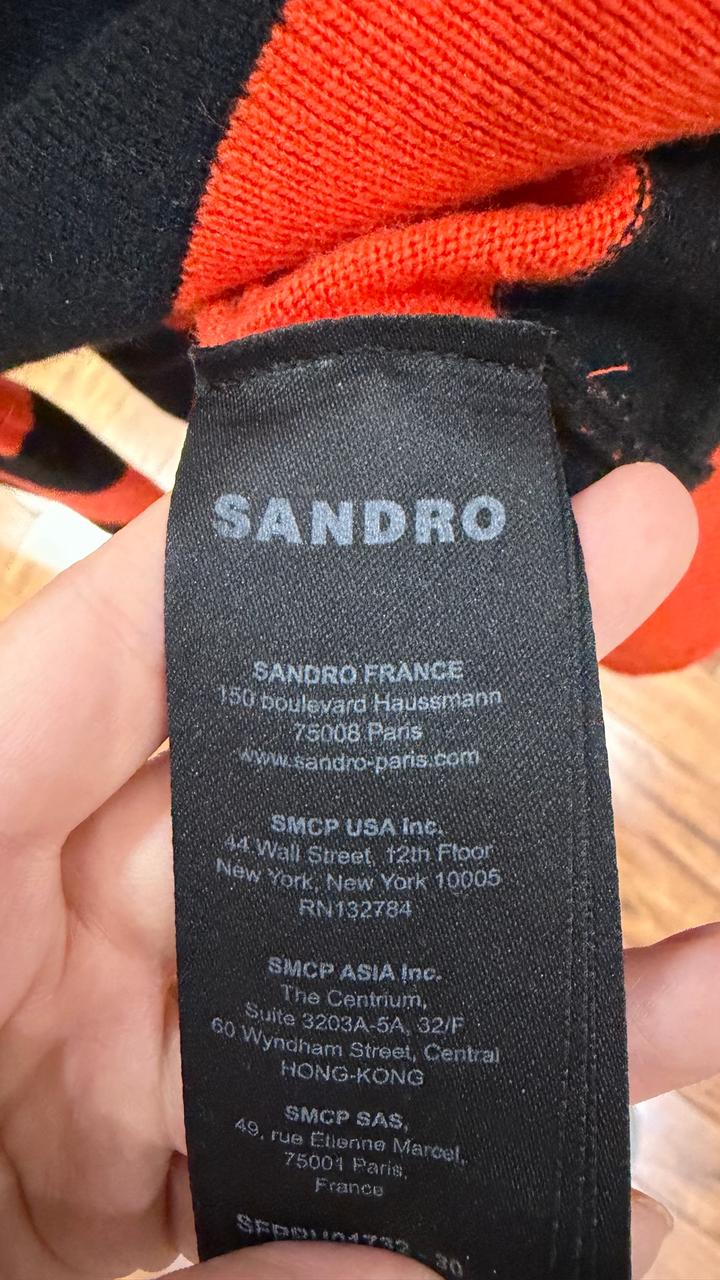 SANDRO
SANDRO FRANCE
150 boulevard Haussmann
75008 Paris
www.sandro-paris.com
SMCP USA Inc.
44 Wall Street, 12th Floor
New York, New York 10005
RN132784
SMCP ASIA Inc.
The Centrium,
Suite 3203A-5A, 32/F
60 Wyndham Street, Central
HONG-KONG
SMCP SAS,
49, rue Etienne Marcel,
75001 Paris,
France
- 30